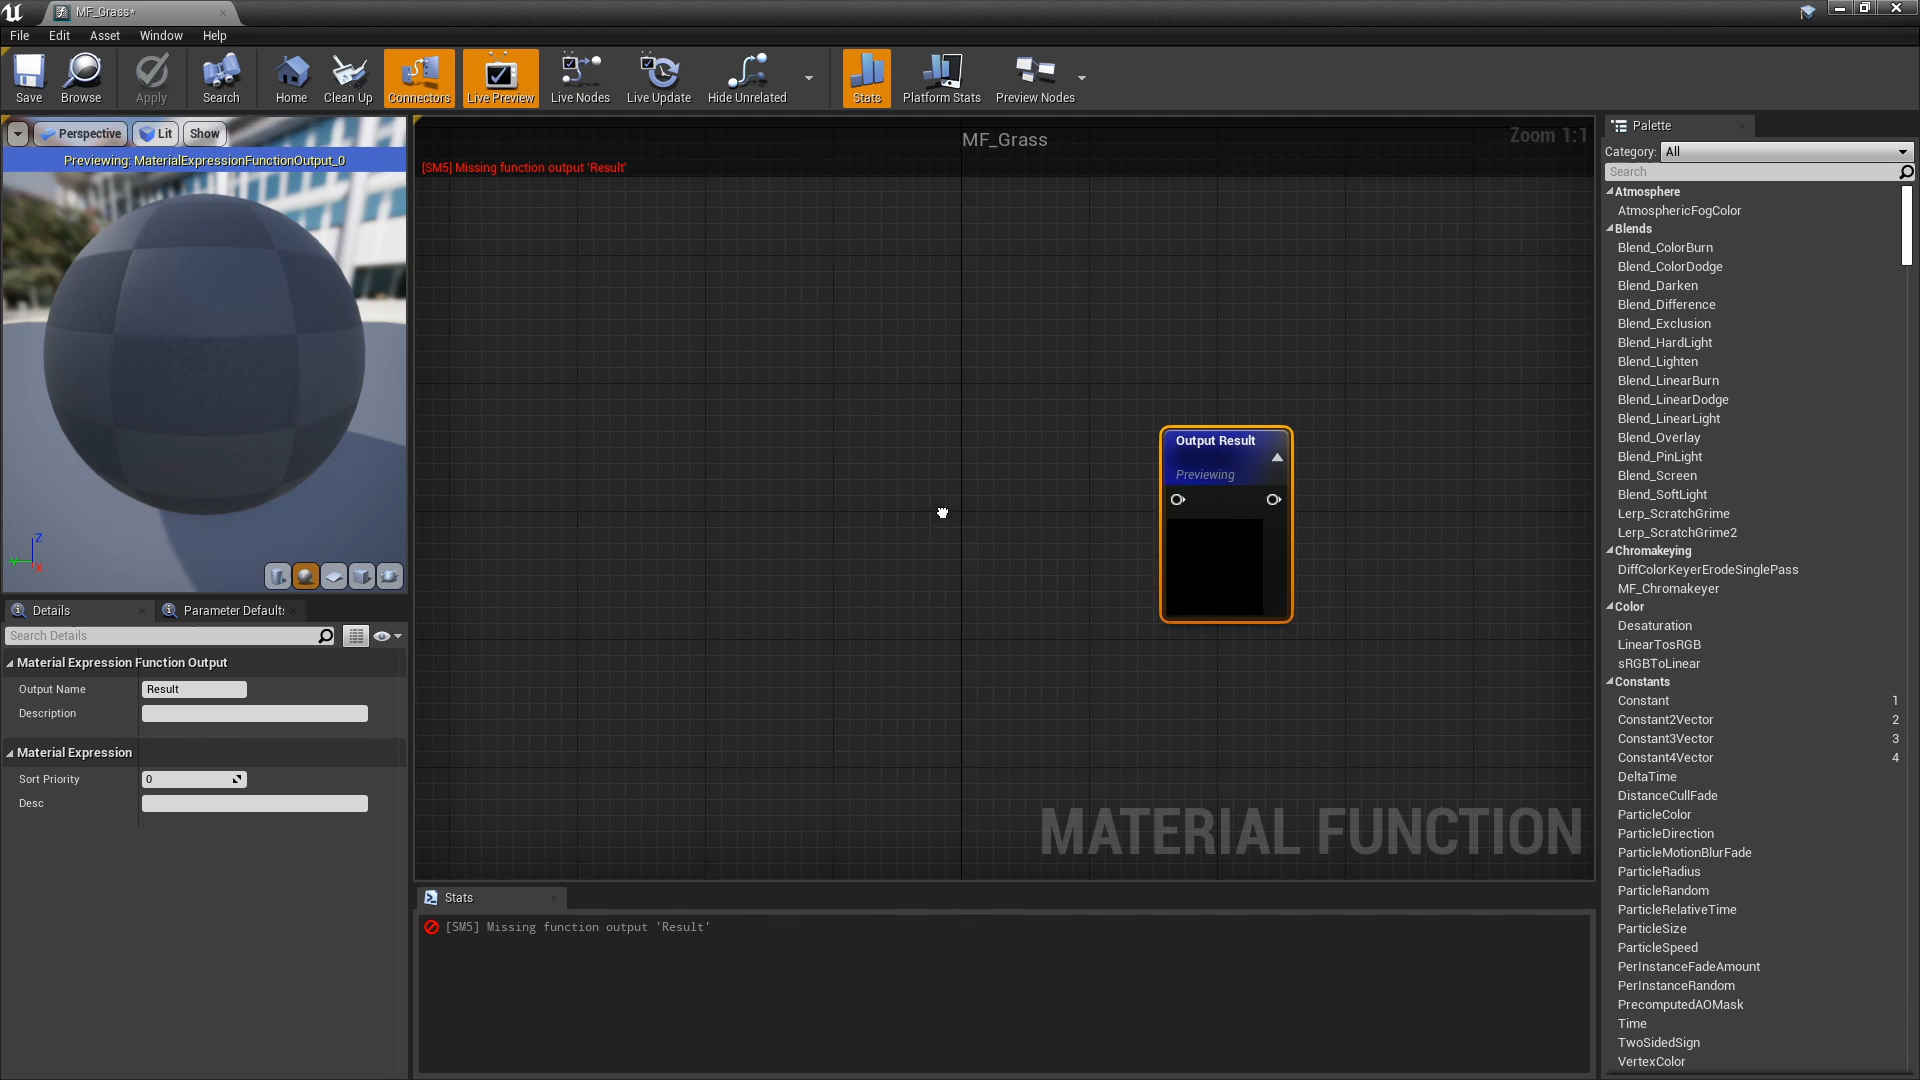 MF_Grass*
File Edit Asset Window Help
Save Browse Apply Search Home Clean Up Connectors Live Preview Live Nodes Live Update Hide Unrelated Stats Platform Stats Preview Nodes
Perspective Lit Show
Previewing: MaterialExpressionFunctionOutput_0
Z
Y
X
Details Parameter Defaults
Search Details
Material Expression Function Output
Output Name Result
Description
Material Expression
Sort Priority 0
Desc
MF_Grass
Zoom 1:1
[SM5] Missing function output 'Result'
Output Result
Previewing
MATERIAL FUNCTION
Stats
[SM5] Missing function output 'Result'
Palette
Category: All
Search
Atmosphere
AtmosphericFogColor
Blends
Blend_ColorBurn
Blend_ColorDodge
Blend_Darken
Blend_Difference
Blend_Exclusion
Blend_HardLight
Blend_Lighten
Blend_LinearBurn
Blend_LinearDodge
Blend_LinearLight
Blend_Overlay
Blend_PinLight
Blend_Screen
Blend_SoftLight
Lerp_ScratchGrime
Lerp_ScratchGrime2
Chromakeying
DiffColorKeyerErodeSinglePass
MF_Chromakeyer
Color
Desaturation
LinearTosRGB
sRGBToLinear
Constants
Constant 1
Constant2Vector 2
Constant3Vector 3
Constant4Vector 4
DeltaTime
DistanceCullFade
ParticleColor
ParticleDirection
ParticleMotionBlurFade
ParticleRadius
ParticleRandom
ParticleRelativeTime
ParticleSize
ParticleSpeed
PerInstanceFadeAmount
PerInstanceRandom
PrecomputedAOMask
Time
TwoSidedSign
VertexColor